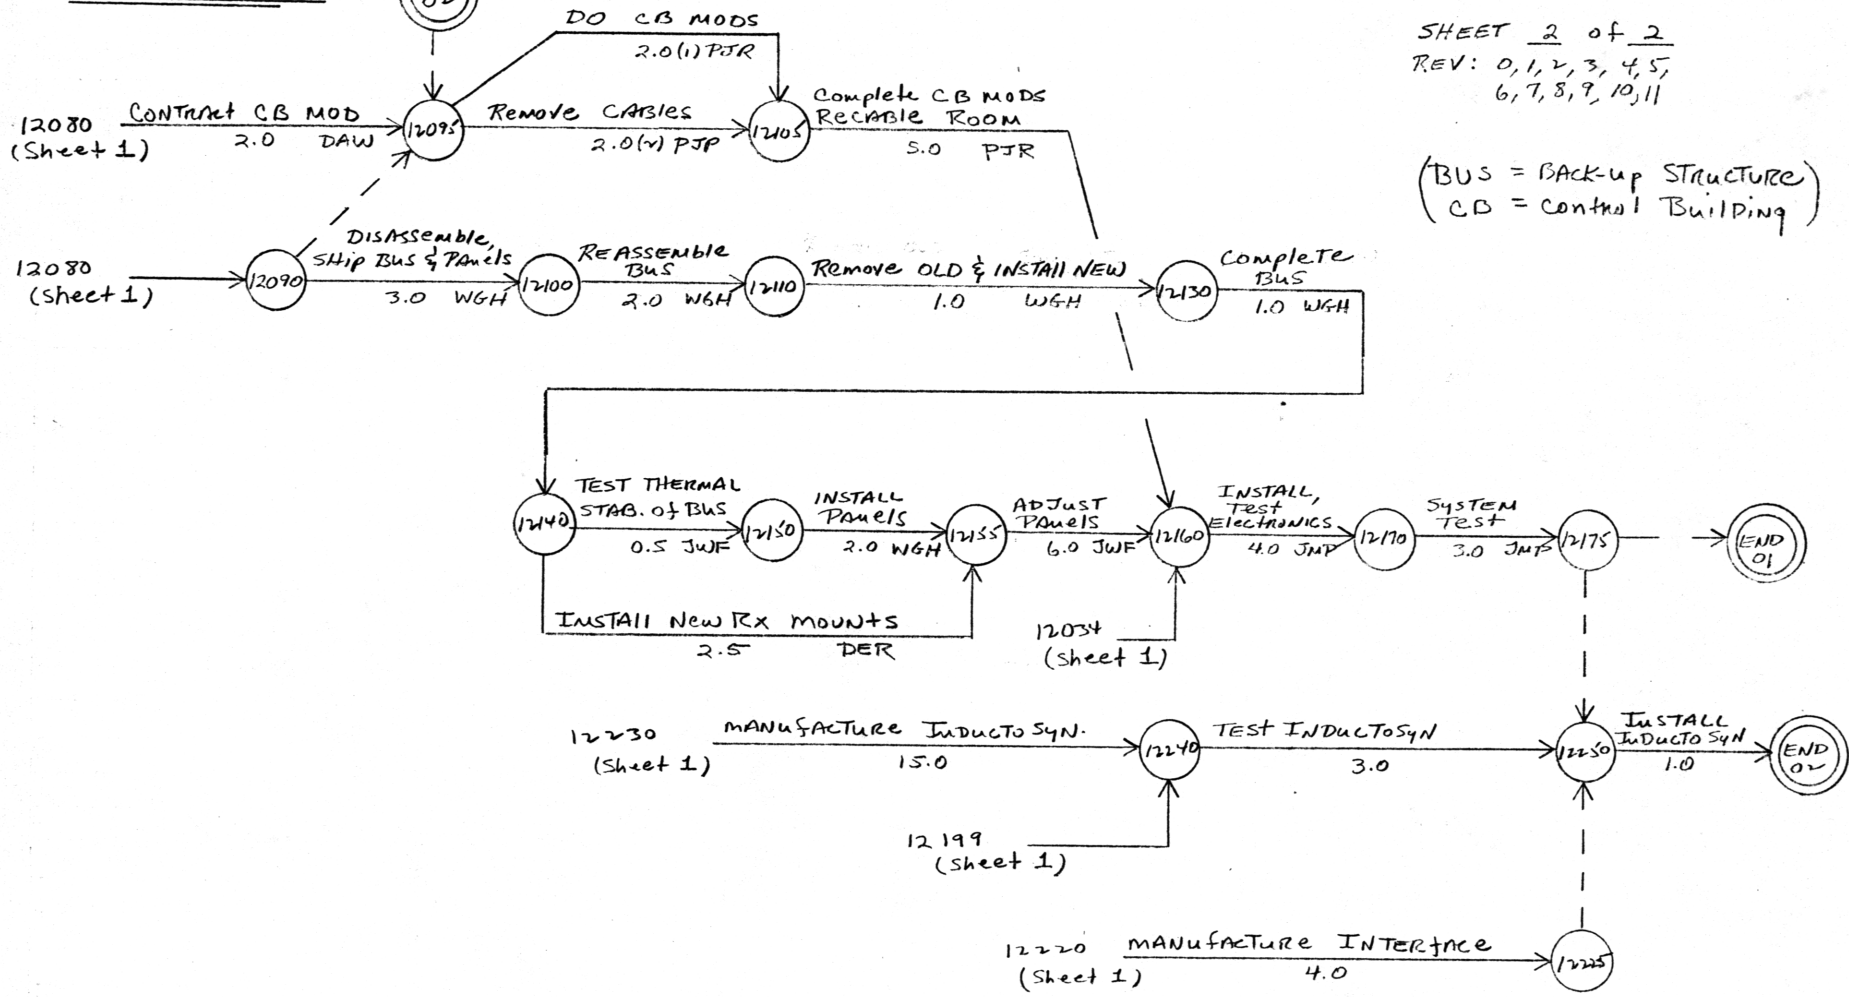 02
DO CB MODS
2.0(1) PJR
SHEET 2 of 2
REV: 0, 1, 2, 3, 4, 5,
6, 7, 8, 9, 10, 11
12080
(Sheet 1)
CONTRACT CB MOD
2.0 DAW
12095
Remove CABles
2.0(2) PJP
12105
Complete CB MODS
RECABLE ROOM
5.0 PJR
(BUS = BACK-up STRUCTURE
CB = Control BuilDing)
12080
(Sheet 1)
12090
DISAssemble,
SHip Bus & PAnels
3.0 WGH
12100
REASSEMble
BuS
2.0 WGH
12110
Remove OLD & INSTAll NEW
1.0 WGH
12130
Complete
BUS
1.0 WGH
12140
TEST THERMAL
STAB. of BUS
0.5 JWF
12150
INSTALL
PAnels
2.0 WGH
12155
ADJUST
PAnels
6.0 JWF
12160
INSTALL,
Test
ElectRONICS
4.0 JMP
12170
SYSTEM
Test
3.0 JMP
12175
END
01
INSTAll New Rx mounts
2.5 DER
12034
(Sheet 1)
12230
(Sheet 1)
MANufACTURE INDuctoSyN.
15.0
12240
TEST INDucToSyN
3.0
12250
INSTALL
INDuctoSyN
1.0
END
02
12199
(Sheet 1)
12220
(Sheet 1)
MANufACTURE INTERfACe
4.0
12225